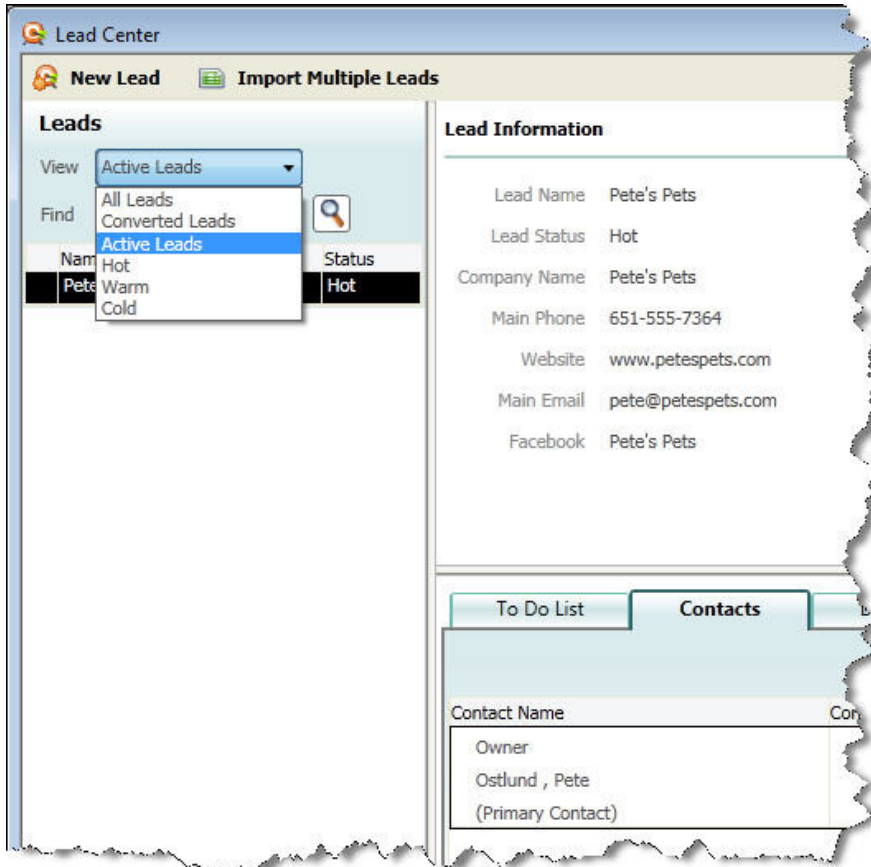 Lead Center
New Lead Import Multiple Leads
Leads
View Active Leads
All Leads
Converted Leads
Active Leads
Hot
Warm
Cold
Find
Status
Hot
Lead Information
Lead Name Pete's Pets
Lead Status Hot
Company Name Pete's Pets
Main Phone 651-555-7364
Website www.petespets.com
Main Email pete@petespets.com
Facebook Pete's Pets
To Do List Contacts
Contact Name
Owner
Ostlund , Pete
(Primary Contact)